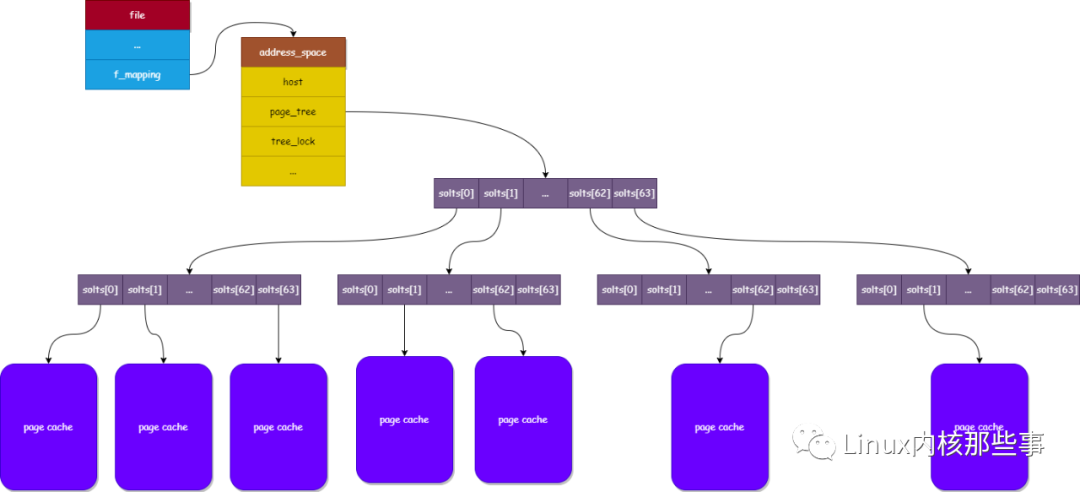 file
...
f_mapping
address_space
host
page_tree
tree_lock
...
solts[0] solts[1] ... solts[62] solts[63]
solts[0] solts[1] ... solts[62] solts[63]
solts[0] solts[1] ... solts[62] solts[63]
solts[0] solts[1] ... solts[62] solts[63]
solts[0] solts[1] ... solts[62] solts[63]
page cache
page cache
page cache
page cache
page cache
page cache
page cache
Linux内核那些事